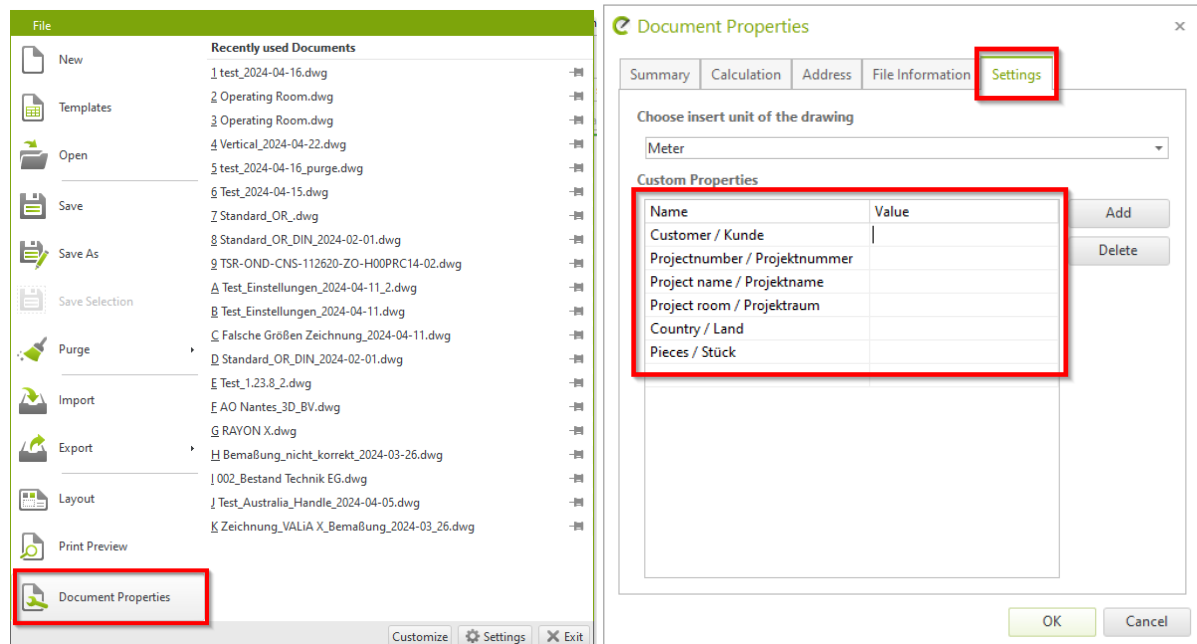 File
New
Templates
Open
Save
Save As
Save Selection
Purge
Import
Export
Layout
Print Preview
Document Properties
Recently used Documents
1 test_2024-04-16.dwg
2 Operating Room.dwg
3 Operating Room.dwg
4 Vertical_2024-04-22.dwg
5 test_2024-04-16_purge.dwg
6 Test_2024-04-15.dwg
7 Standard_OR_.dwg
8 Standard_OR_DIN_2024-02-01.dwg
9 TSR-OND-CNS-112620-ZO-H00PRC14-02.dwg
A Test_Einstellungen_2024-04-11_2.dwg
B Test_Einstellungen_2024-04-11.dwg
C Falsche Größen Zeichnung_2024-04-11.dwg
D Standard_OR_DIN_2024-02-01.dwg
E Test_1.23.8_2.dwg
F AO Nantes_3D_BV.dwg
G RAYON X.dwg
H Bemaßung_nicht_korrekt_2024-03-26.dwg
I 002_Bestand Technik EG.dwg
J Test_Australia_Handle_2024-04-05.dwg
K Zeichnung_VALiA X_Bemaßung_2024-03_26.dwg
Customize Settings Exit
Document Properties
Summary Calculation Address File Information Settings
Choose insert unit of the drawing
Meter
Custom Properties
Name Value
Customer / Kunde
Projectnumber / Projektnummer
Project name / Projektname
Project room / Projektraum
Country / Land
Pieces / Stück
Add
Delete
OK Cancel